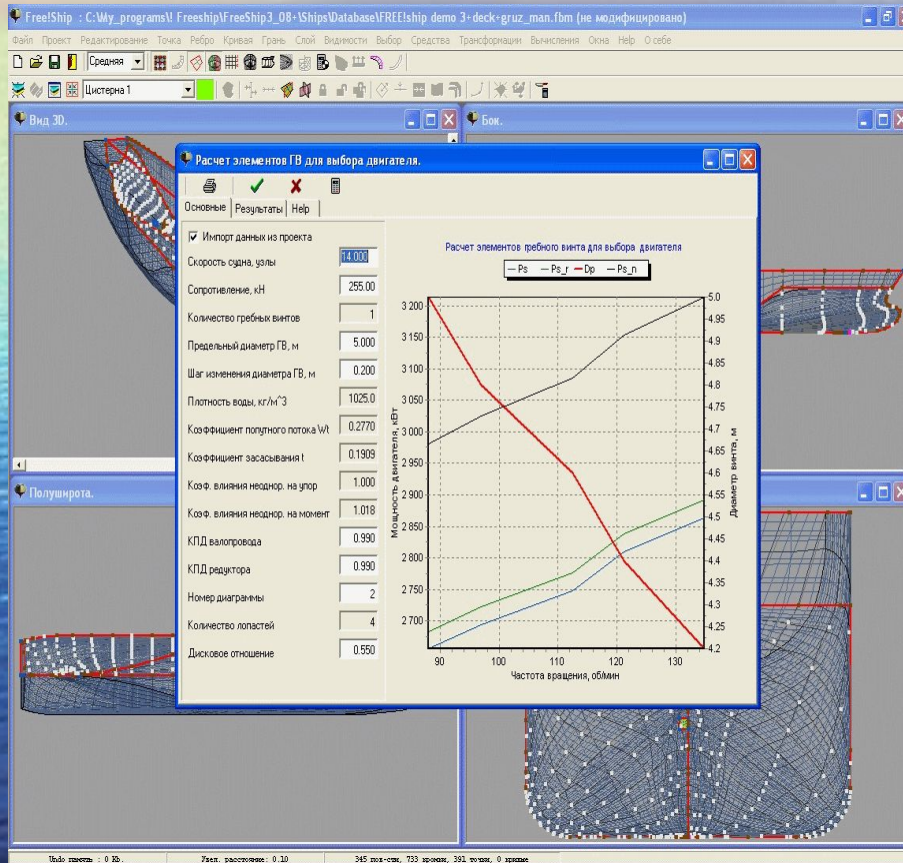 Free!Ship : C:\My_programs\! Freeship\FreeShip3_08+\Ships\Database\FREE!ship demo 3+deck+gruz_man.fbm (не модифицировано)
Файл Проект Редактирование Точка Ребро Кривая Грань Слой Видимости Выбор Средства Трансформации Вычисления Окна Help О себе
Средняя
Цистерна 1
Вид 3D.
Бок.
Расчет элементов ГВ для выбора двигателя.
Основные Результаты Help
Импорт данных из проекта
Скорость судна, узлы 14.000
Сопротивление, кН 255.00
Количество гребных винтов 1
Предельный диаметр ГВ, м 5.000
Шаг изменения диаметра ГВ, м 0.200
Плотность воды, кг/м^3 1025.0
Коэффициент попутного потока Wt 0.2770
Коэффициент засасывания t 0.1909
Коэф. влияния неоднор. на упор 1.000
Коэф. влияния неоднор. на момент 1.018
КПД валопровода 0.990
КПД редуктора 0.990
Номер диаграммы 2
Количество лопастей 4
Дисковое отношение 0.550
Расчет элементов гребного винта для выбора двигателя
Ps Ps_r Dp Ps_n
Мощность двигателя, кВт
3 200
3 150
3 100
3 050
3 000
2 950
2 900
2 850
2 800
2 750
2 700
5.0
4.95
4.9
4.85
4.8
4.75
4.7
4.65
4.6
4.55
4.5
4.45
4.4
4.35
4.3
4.25
4.2
Диаметр винта, м
90 100 110 120 130
Частота вращения, об/мин
Полуширота.
Undo память : 0 Kb. Увел. расстояние: 0.10 345 пов-сти, 733 кромки, 391 точки, 0 кривые